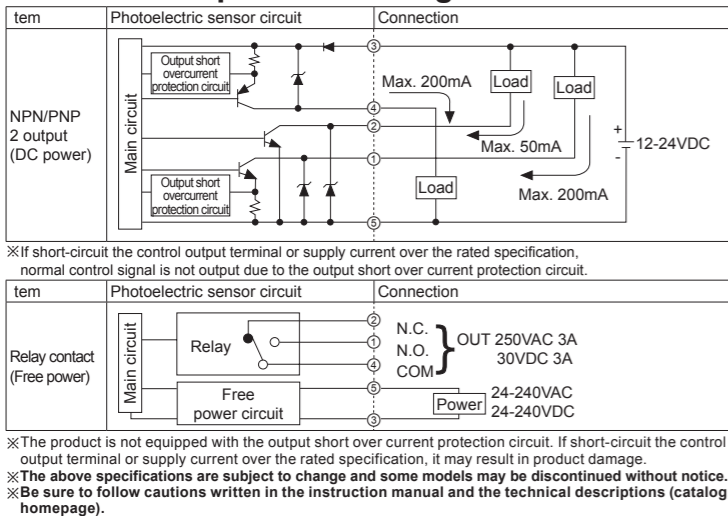 tem Photoelectric sensor circuit Connection
NPN/PNP
2 output
(DC power)
Main circuit
Output short
overcurrent
protection circuit
Output short
overcurrent
protection circuit
③
④
②
①
⑤
Max. 200mA
Load
Load
Max. 50mA
Load
Max. 200mA
+
-
12-24VDC
※If short-circuit the control output terminal or supply current over the rated specification,
normal control signal is not output due to the output short over current protection circuit.
tem Photoelectric sensor circuit Connection
Relay contact
(Free power)
Main circuit
Relay
Free
power circuit
②
①
④
⑤
③
N.C.
N.O.
COM
} OUT 250VAC 3A
30VDC 3A
Power
24-240VAC
24-240VDC
※The product is not equipped with the output short over current protection circuit. If short-circuit the control
output terminal or supply current over the rated specification, it may result in product damage.
※The above specifications are subject to change and some models may be discontinued without notice.
※Be sure to follow cautions written in the instruction manual and the technical descriptions (catalog
homepage).